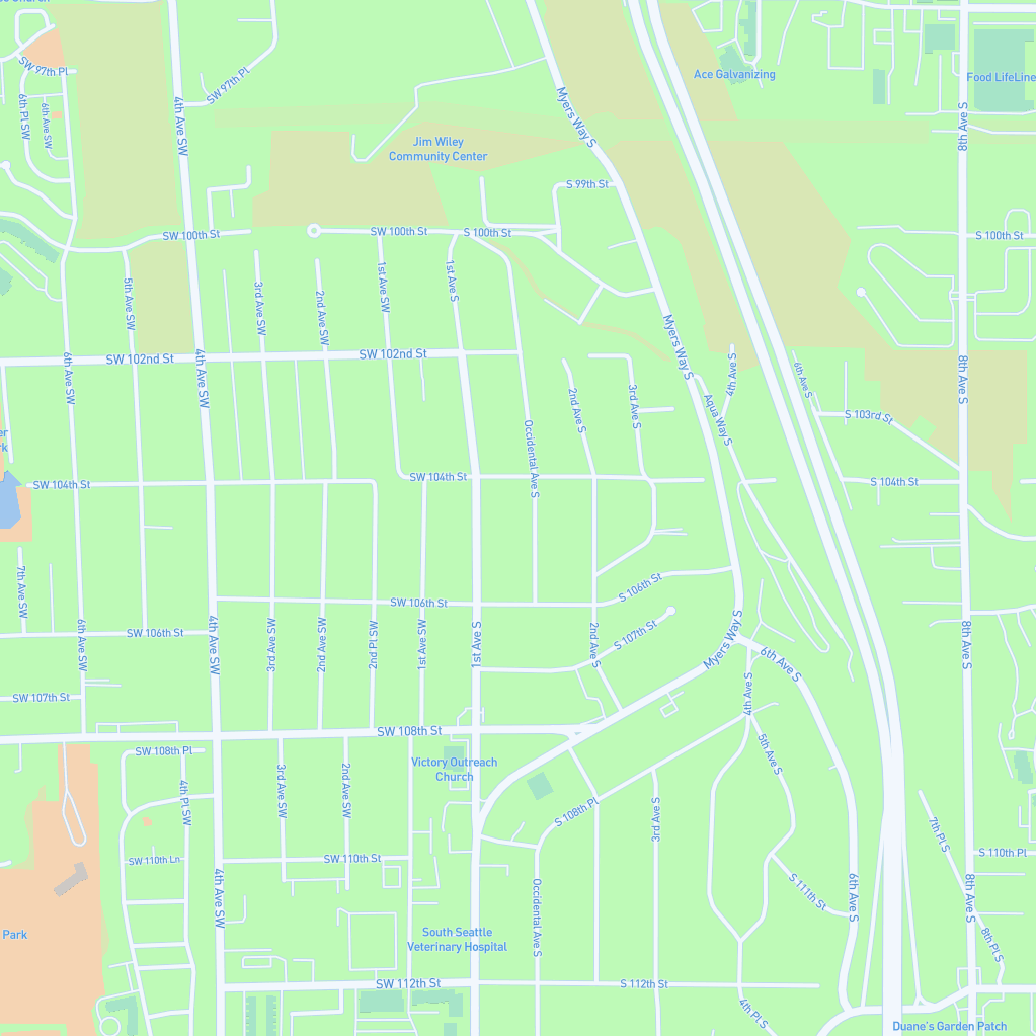 SW 97th Pl
SW 97th Pl
Ace Galvanizing
Food LifeLine
6th Pl SW
6th Ave SW
4th Ave SW
Myers Way S
8th Ave S
Jim Wiley
Community Center
S 99th St
SW 100th St
SW 100th St
S 100th St
S 100th St
5th Ave SW
3rd Ave SW
2nd Ave SW
1st Ave SW
1st Ave S
Myers Way S
SW 102nd St
SW 102nd St
6th Ave SW
4th Ave SW
4th Ave S
6th Ave S
8th Ave S
2nd Ave S
3rd Ave S
Aqua Way S
S 103rd St
Occidental Ave S
SW 104th St
SW 104th St
S 104th St
7th Ave SW
S 106th St
SW 106th St
SW 106th St
6th Ave SW
4th Ave SW
3rd Ave SW
2nd Ave SW
2nd Pl SW
1st Ave SW
1st Ave S
2nd Ave S
S 107th St
Myers Way S
6th Ave S
8th Ave S
SW 107th St
4th Ave S
SW 108th St
SW 108th Pl
5th Ave S
Victory Outreach
Church
4th Pl SW
3rd Ave SW
2nd Ave SW
S 108th Pl
3rd Ave S
7th Pl S
SW 110th Ln
SW 110th St
S 110th Pl
4th Ave SW
Occidental Ave S
S 111th St
6th Ave S
8th Ave S
Park
South Seattle
Veterinary Hospital
8th Pl S
SW 112th St
S 112th St
4th Pl S
Duane's Garden Patch